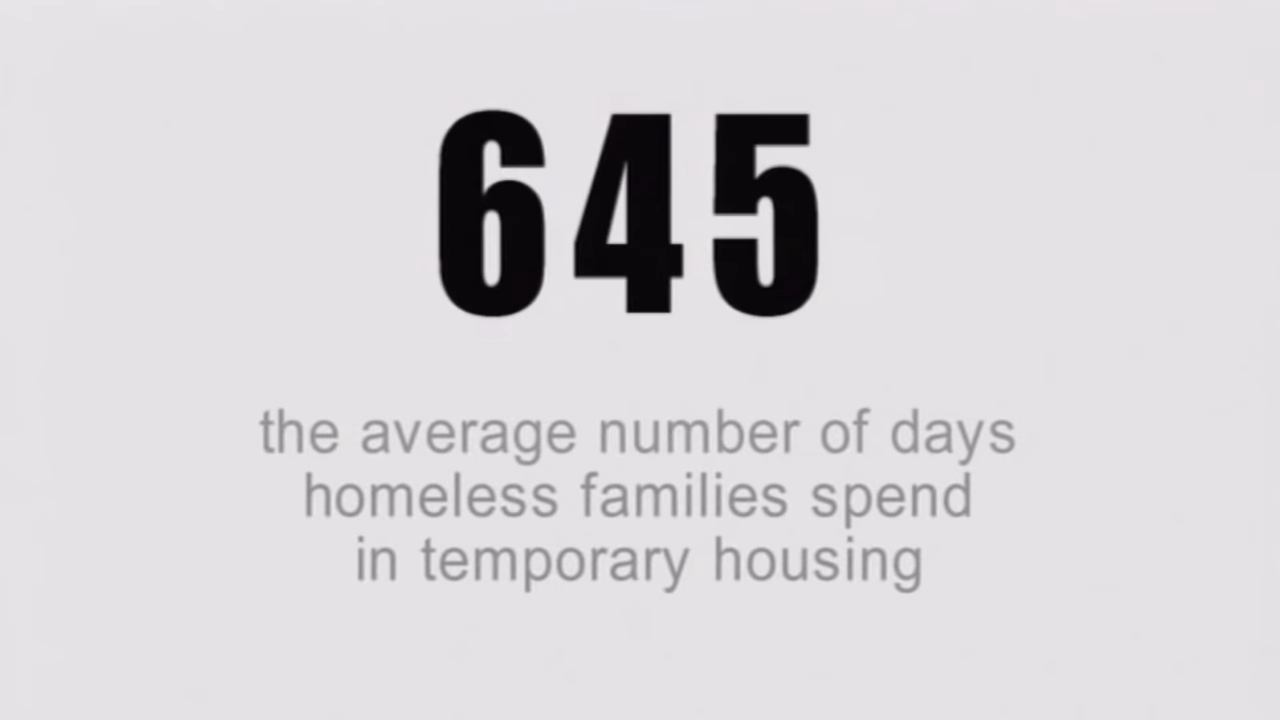 645
the average number of days
homeless families spend
in temporary housing